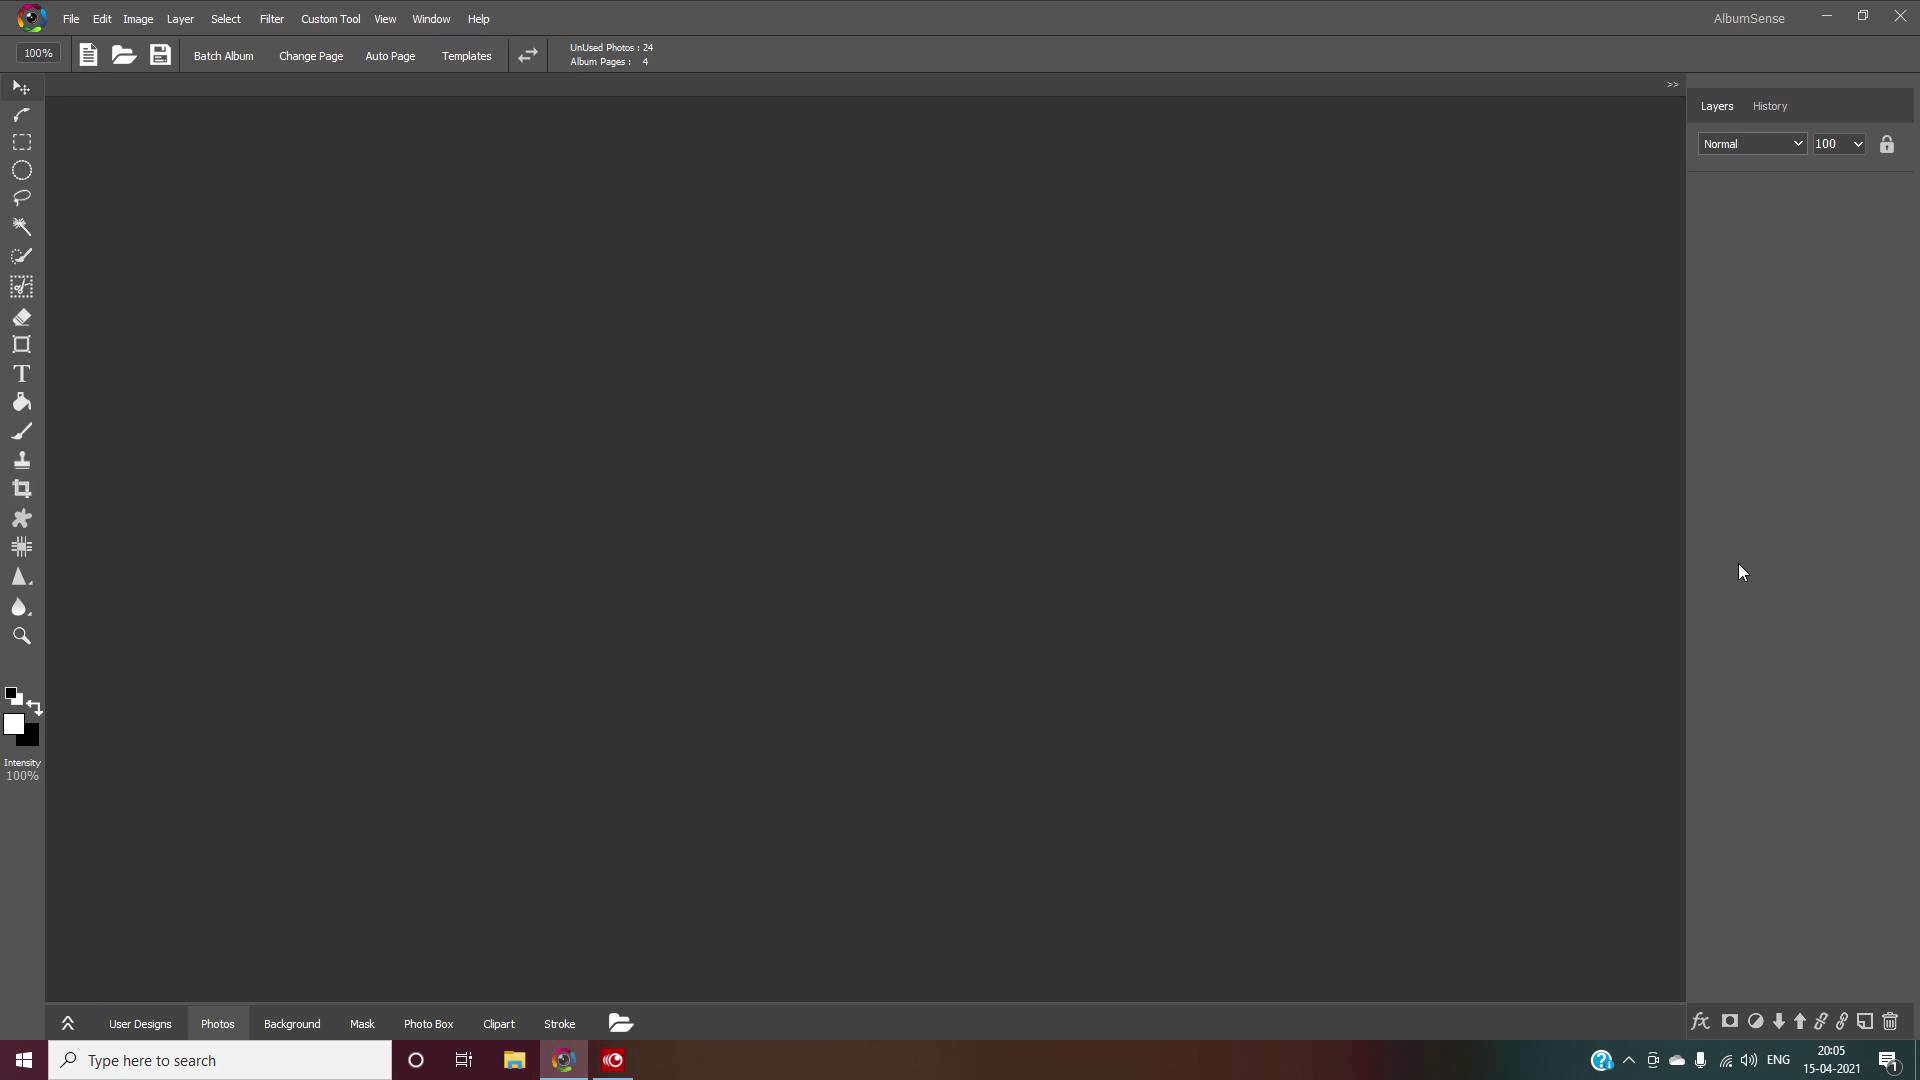 File Edit Image Layer Select Filter Custom Tool View Window Help AlbumSense
100% Batch Album Change Page Auto Page Templates UnUsed Photos : 24
Album Pages : 4
>>
Layers History
Normal 100
T
Intensity
100%
User Designs Photos Background Mask Photo Box Clipart Stroke fx
Type here to search ENG 20:05
15-04-2021 1